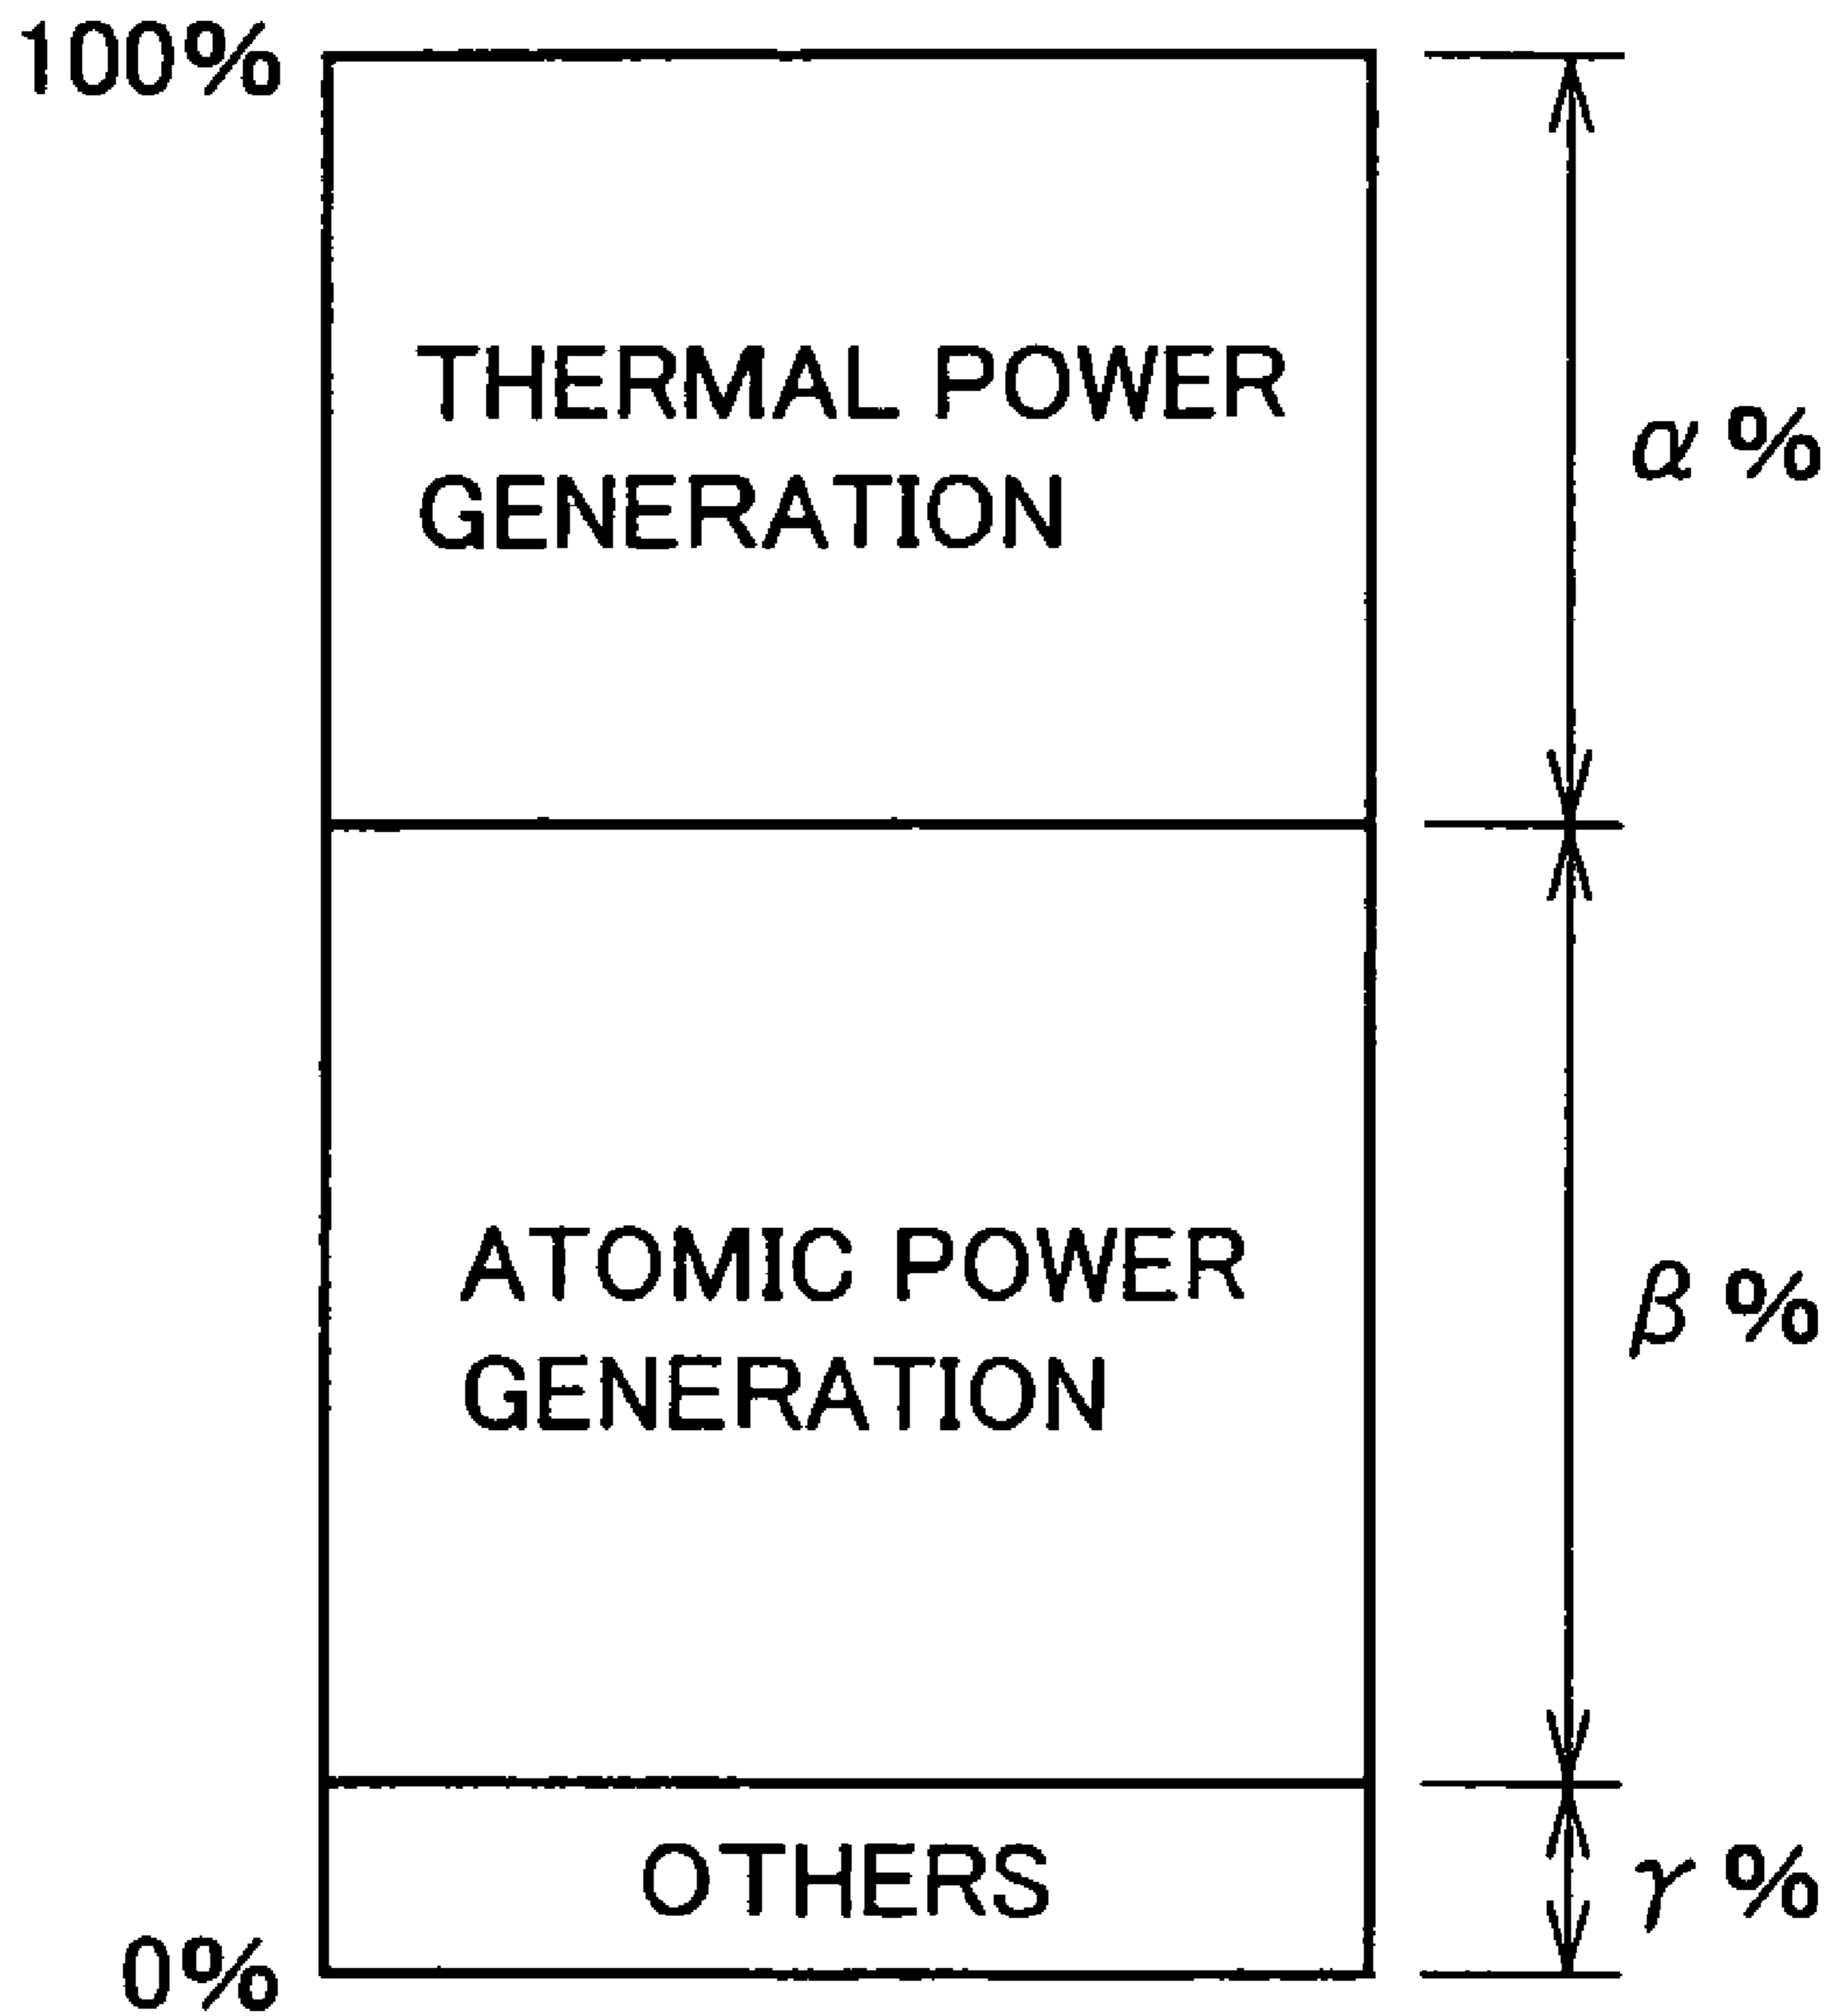 100%
THERMAL POWER
GENERATION
α %
ATOMIC POWER
GENERATION
β %
OTHERS
γ %
0%